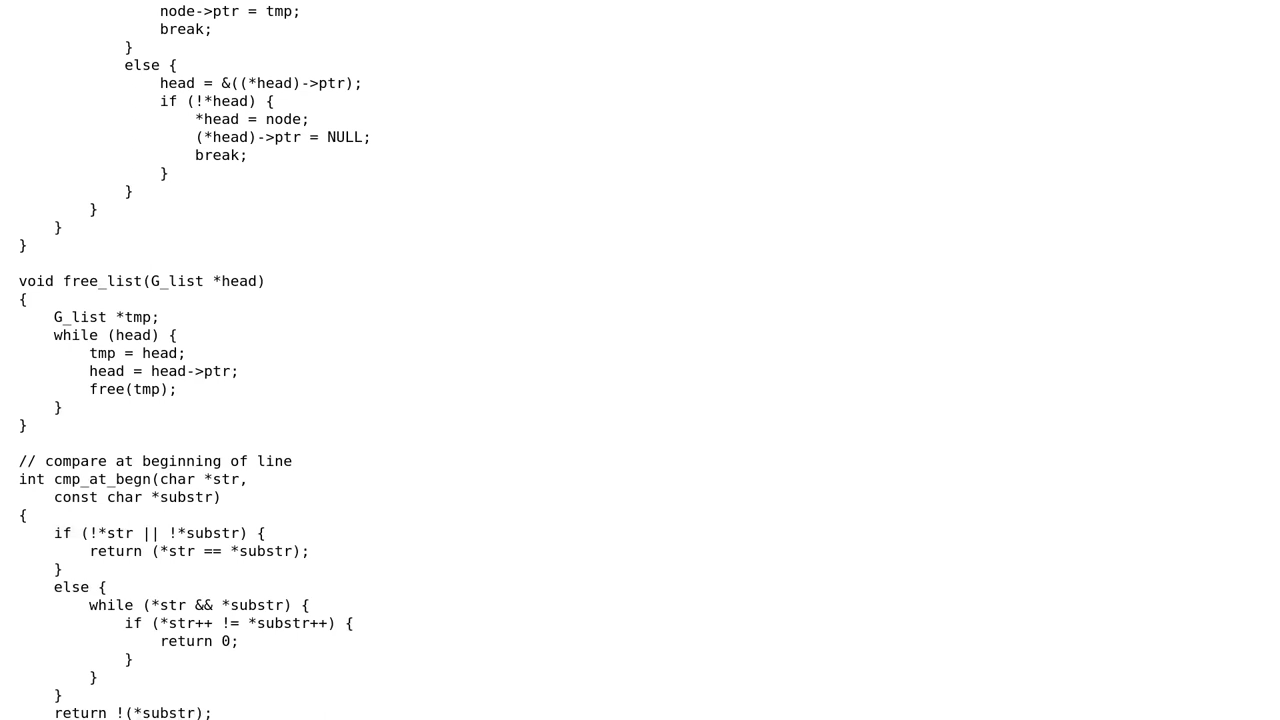 node->ptr = tmp;
                break;
            }
            else {
                head = &((*head)->ptr);
                if (!*head) {
                    *head = node;
                    (*head)->ptr = NULL;
                    break;
                }
            }
        }
    }
}

void free_list(G_list *head)
{
    G_list *tmp;
    while (head) {
        tmp = head;
        head = head->ptr;
        free(tmp);
    }
}

// compare at beginning of line
int cmp_at_begn(char *str,
    const char *substr)
{
    if (!*str || !*substr) {
        return (*str == *substr);
    }
    else {
        while (*str && *substr) {
            if (*str++ != *substr++) {
                return 0;
            }
        }
    }
    return !(*substr);